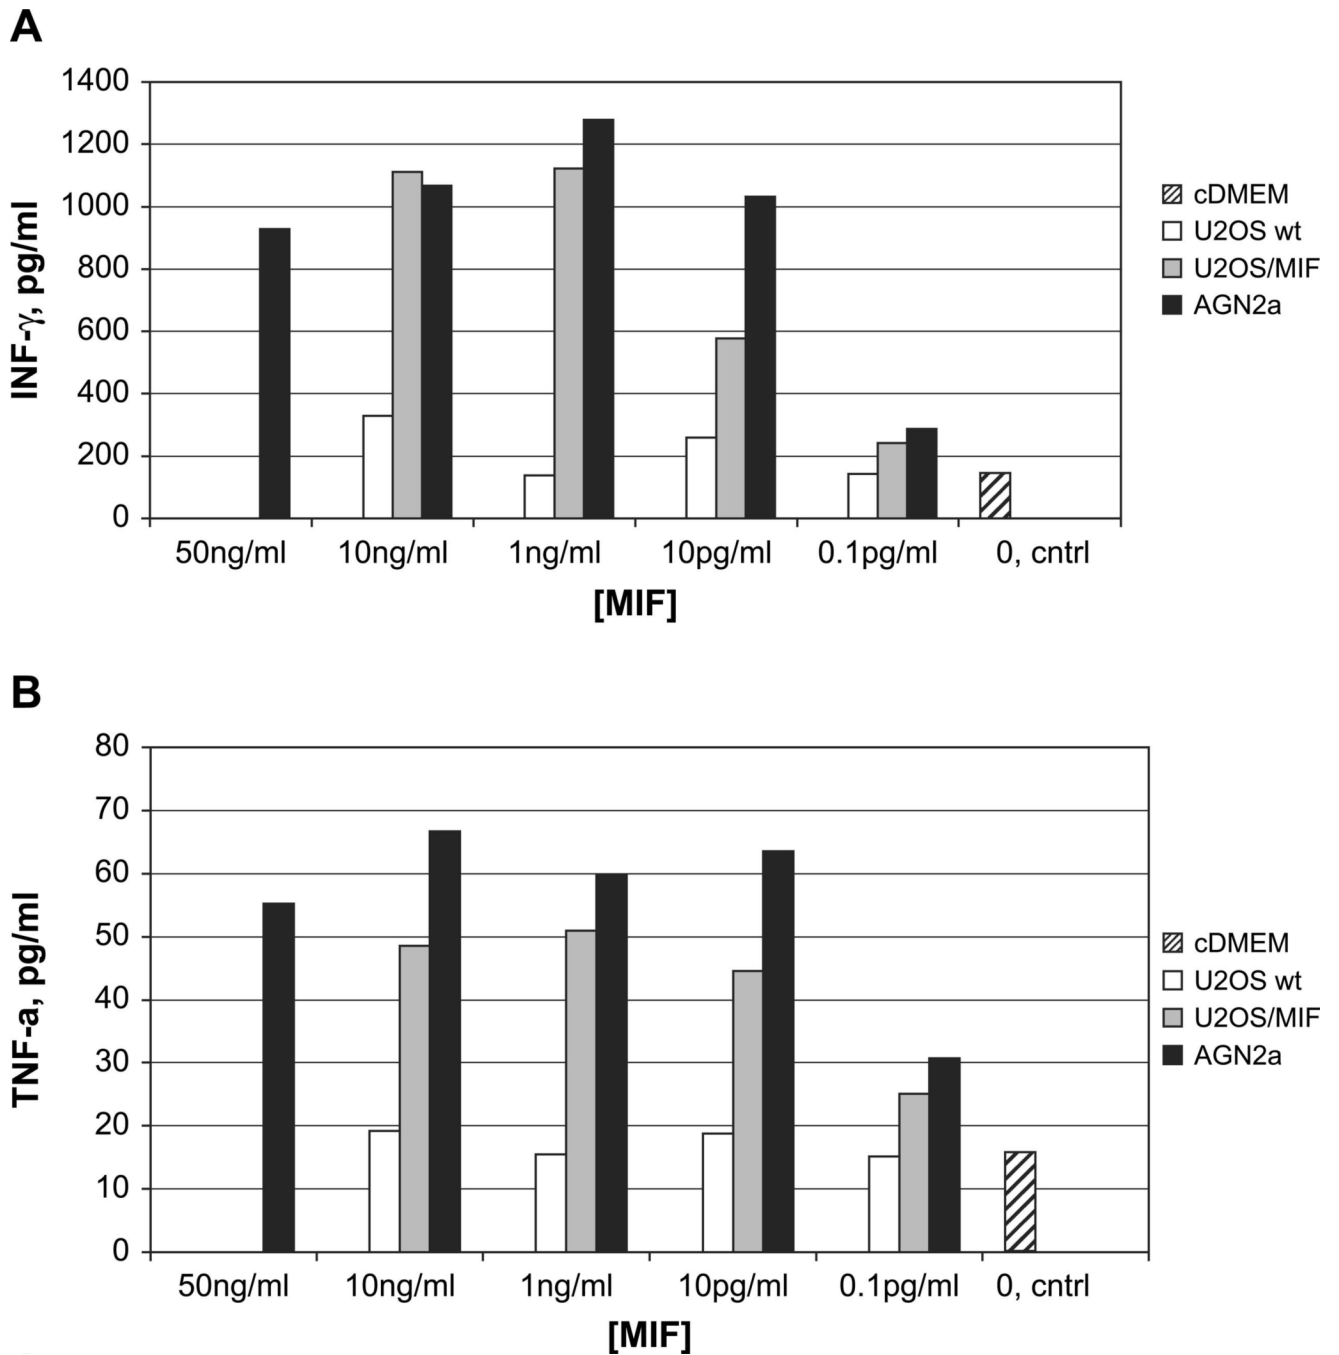 A
1400
1200
1000
800
600
400
200
0
INF-γ, pg/ml
50ng/ml 10ng/ml 1ng/ml 10pg/ml 0.1pg/ml 0, cntrl
[MIF]
cDMEM
U2OS wt
U2OS/MIF
AGN2a
B
80
70
60
50
40
30
20
10
0
TNF-a, pg/ml
50ng/ml 10ng/ml 1ng/ml 10pg/ml 0.1pg/ml 0, cntrl
[MIF]
cDMEM
U2OS wt
U2OS/MIF
AGN2a